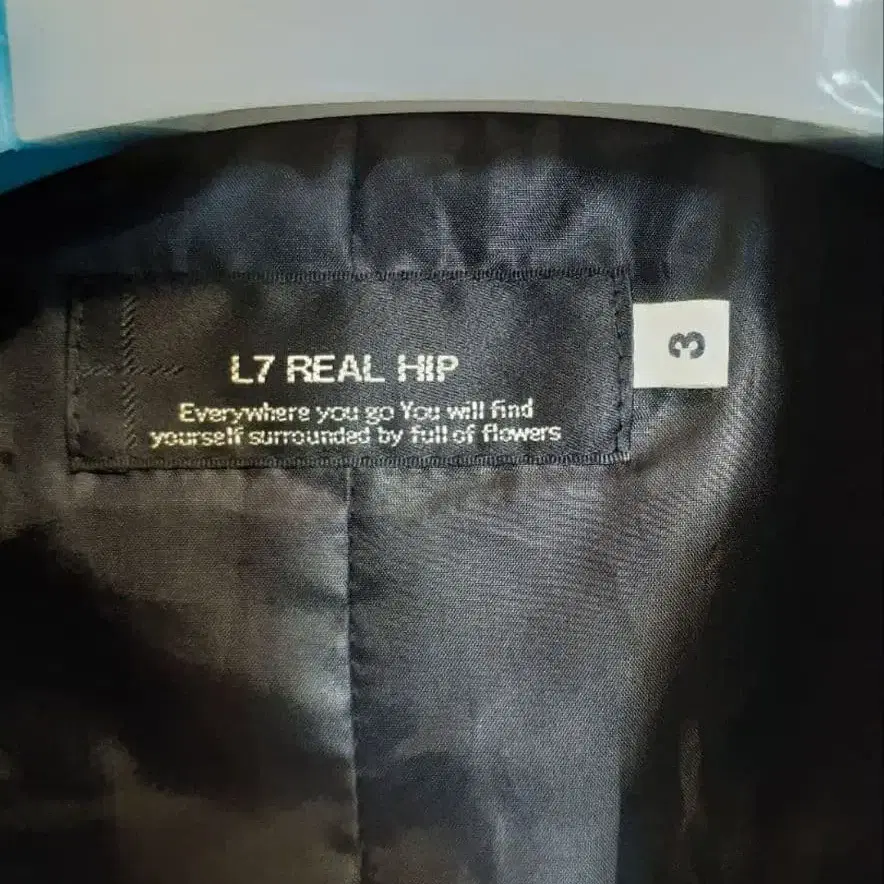 L7 REAL HIP
Everywhere you go You will find
yourself surrounded by full of flowers
3